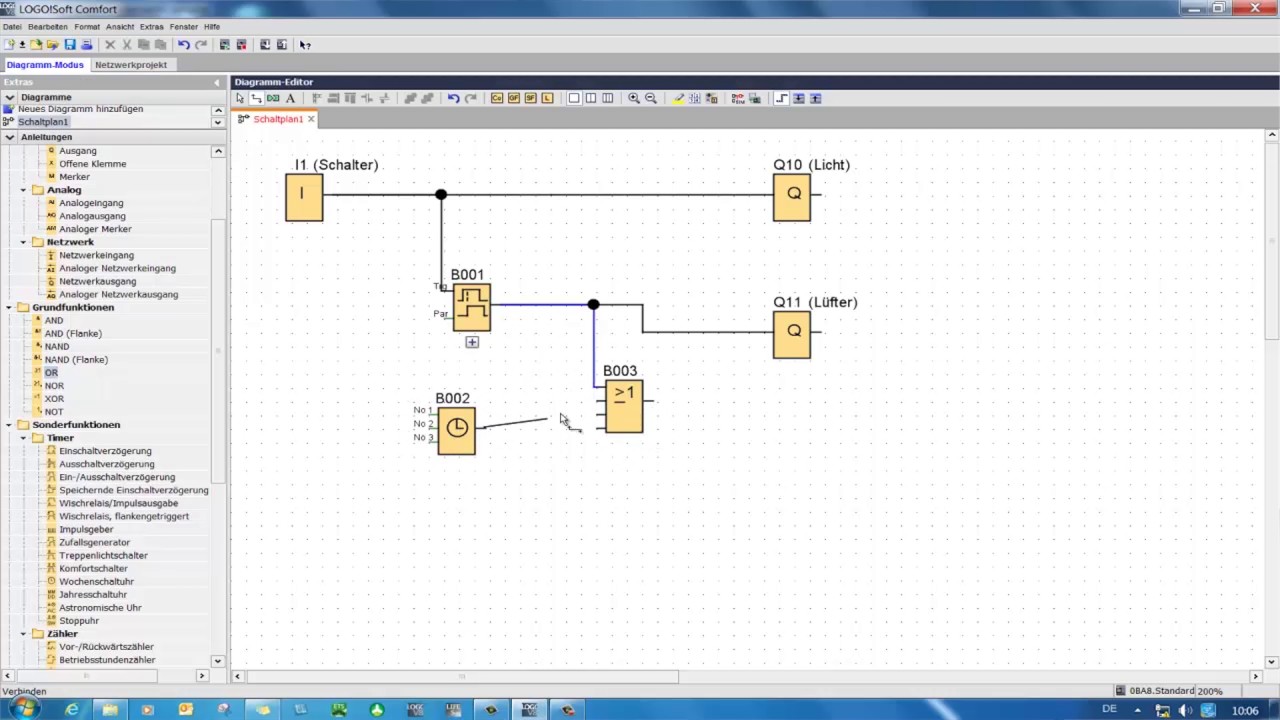 LOGO!Soft Comfort
Datei Bearbeiten Format Ansicht Extras Fenster Hilfe
Diagramm-Modus Netzwerkprojekt
Extras
Diagramm-Editor
Diagramme
Neues Diagramm hinzufügen
Schaltplan1
Anleitungen
Ausgang
Offene Klemme
Merker
Analog
Analogeingang
Analogausgang
Analoger Merker
Netzwerk
Netzwerkeingang
Analoger Netzwerkeingang
Netzwerkausgang
Analoger Netzwerkausgang
Grundfunktionen
AND
AND (Flanke)
NAND
NAND (Flanke)
OR
NOR
XOR
NOT
Sonderfunktionen
Timer
Einschaltverzögerung
Ausschaltverzögerung
Ein-/Ausschaltverzögerung
Speichernde Einschaltverzögerung
Wischrelais/Impulsausgabe
Wischrelais, flankengetriggert
Impulsgeber
Zufallsgenerator
Treppenlichtschalter
Komfortschalter
Wochenschaltuhr
Jahresschaltuhr
Astronomische Uhr
Stoppuhr
Zähler
Vor-/Rückwärtszähler
Betriebsstundenzähler
Schaltplan1
I1 (Schalter)
I
Q10 (Licht)
Q
B001
Trg
Par
Q11 (Lüfter)
Q
B003
≥1
B002
No 1
No 2
No 3
Verbinden
0BA8.Standard 200%
DE
10:06